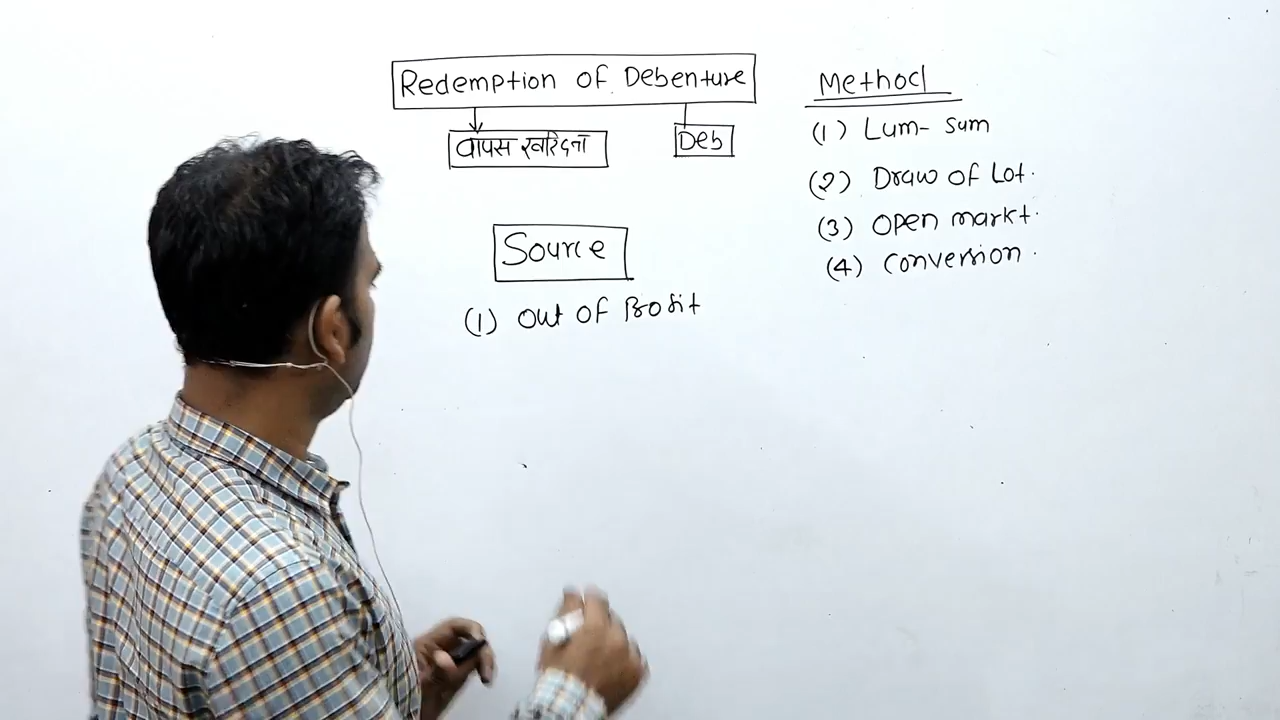 Redemption of Debenture
वापस खरिदना
Deb
Source
(1) Out of Profit
Method
(1) Lum-Sum
(2) Draw of Lot.
(3) Open markt.
(4) Conversion.